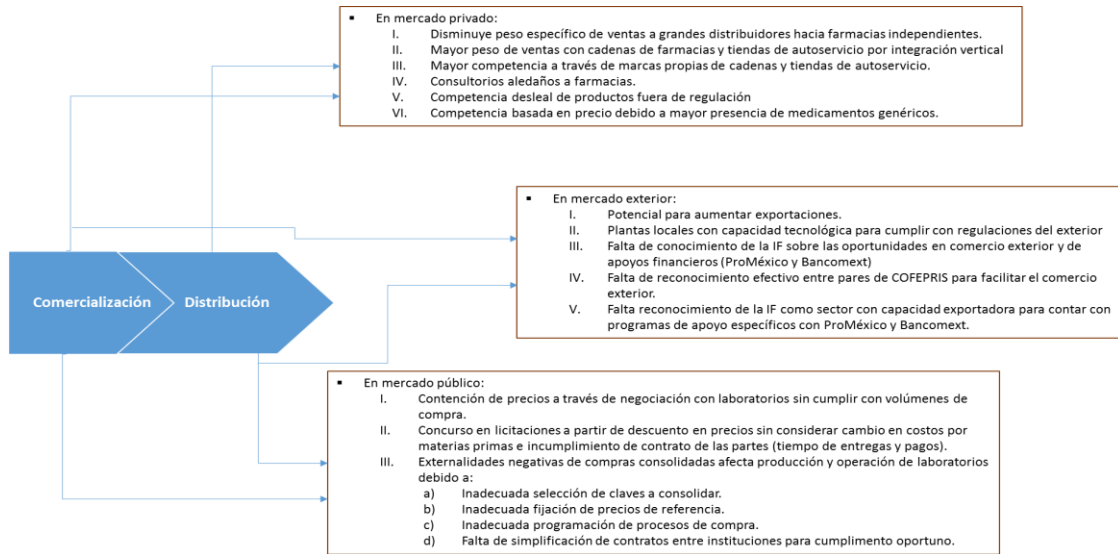 ▪ En mercado privado:
I. Disminuye peso específico de ventas a grandes distribuidores hacia farmacias independientes.
II. Mayor peso de ventas con cadenas de farmacias y tiendas de autoservicio por integración vertical
III. Mayor competencia a través de marcas propias de cadenas y tiendas de autoservicio.
IV. Consultorios aledaños a farmacias.
V. Competencia desleal de productos fuera de regulación
VI. Competencia basada en precio debido a mayor presencia de medicamentos genéricos.
▪ En mercado exterior:
I. Potencial para aumentar exportaciones.
II. Plantas locales con capacidad tecnológica para cumplir con regulaciones del exterior
III. Falta de conocimiento de la IF sobre las oportunidades en comercio exterior y de
apoyos financieros (ProMéxico y Bancomext)
IV. Falta de reconocimiento efectivo entre pares de COFEPRIS para facilitar el comercio
exterior.
V. Falta reconocimiento de la IF como sector con capacidad exportadora para contar con
programas de apoyo específicos con ProMéxico y Bancomext.
Comercialización
Distribución
▪ En mercado público:
I. Contención de precios a través de negociación con laboratorios sin cumplir con volúmenes de
compra.
II. Concurso en licitaciones a partir de descuento en precios sin considerar cambio en costos por
materias primas e incumplimiento de contrato de las partes (tiempo de entregas y pagos).
III. Externalidades negativas de compras consolidadas afecta producción y operación de laboratorios
debido a:
a) Inadecuada selección de claves a consolidar.
b) Inadecuada fijación de precios de referencia.
c) Inadecuada programación de procesos de compra.
d) Falta de simplificación de contratos entre instituciones para cumplimento oportuno.